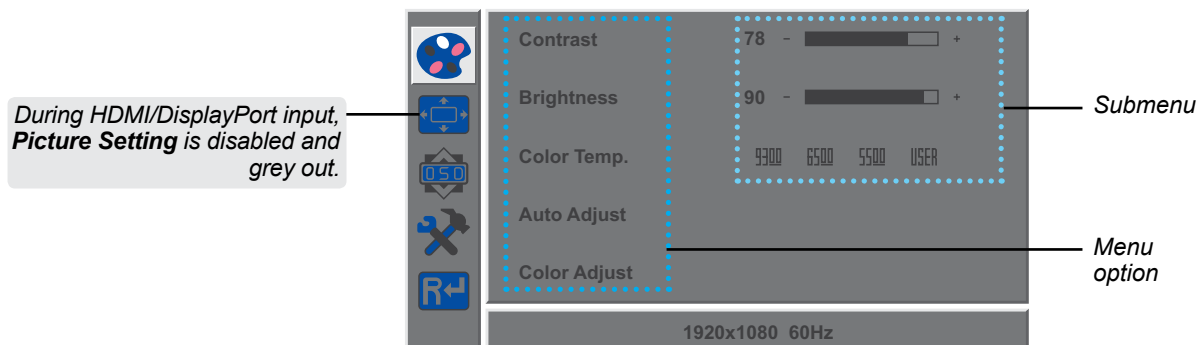 During HDMI/DisplayPort input,
Picture Setting is disabled and
grey out.
OSD
R
Contrast
78 - +
Brightness
90 - +
Color Temp.
9300 6500 5500 USER
Auto Adjust
Color Adjust
1920x1080 60Hz
Submenu
Menu
option